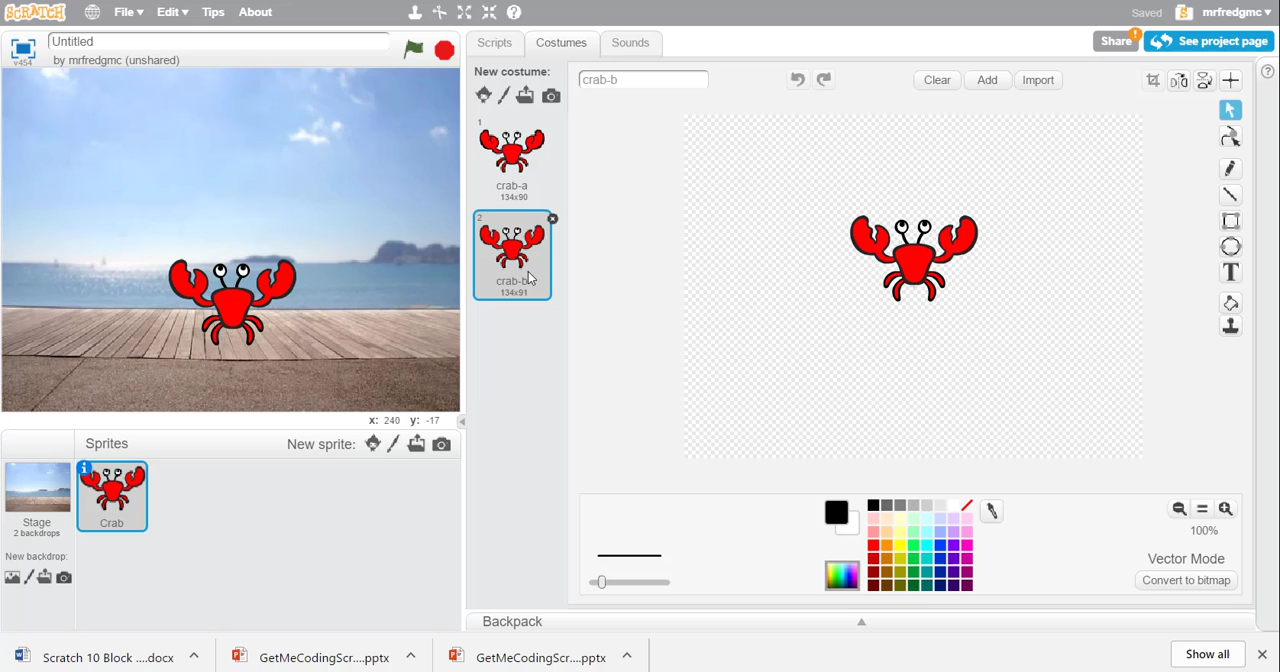 SCRATCH File Edit Tips About Saved mrfredgmc
Untitled
v454 by mrfredgmc (unshared)
Scripts Costumes Sounds Share ! See project page
New costume: crab-b Clear Add Import
1
crab-a
134x90
2
crab-b
134x91
T
x: 240 y: -17
Sprites New sprite:
Stage
2 backdrops
Crab
New backdrop:
100%
Vector Mode
Convert to bitmap
Backpack
Scratch 10 Block ....docx GetMeCodingScr....pptx GetMeCodingScr....pptx Show all